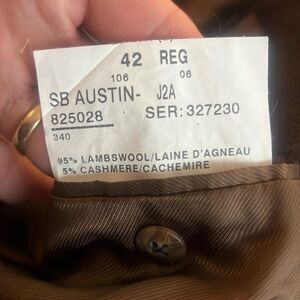 42 REG
106 06
SB AUSTIN- J2A
825028 SER: 327230
340
95% LAMBSWOOL/LAINE D'AGNEAU
5% CASHMERE/CACHEMIRE